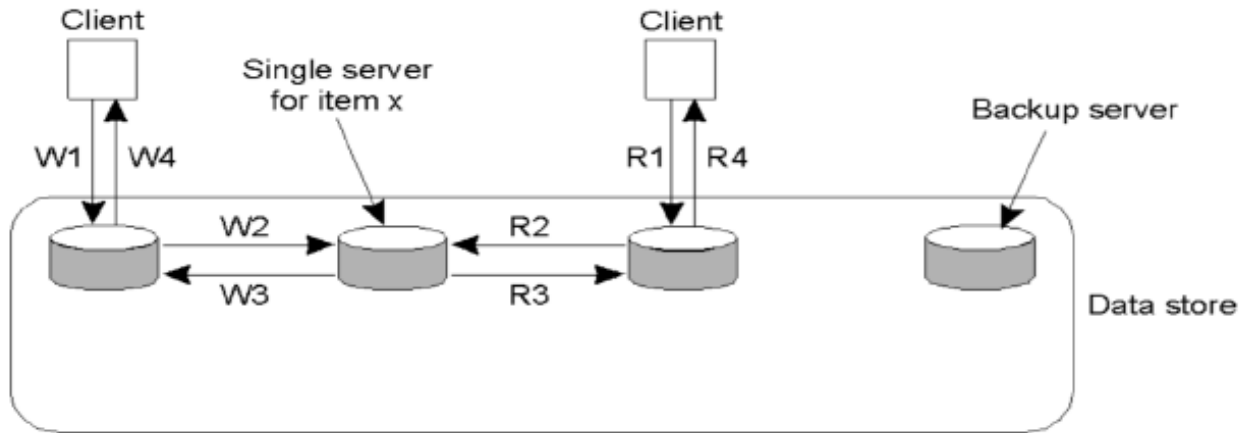 Client
Client
Single server
for item x
Backup server
W1
W4
R1
R4
W2
R2
W3
R3
Data store